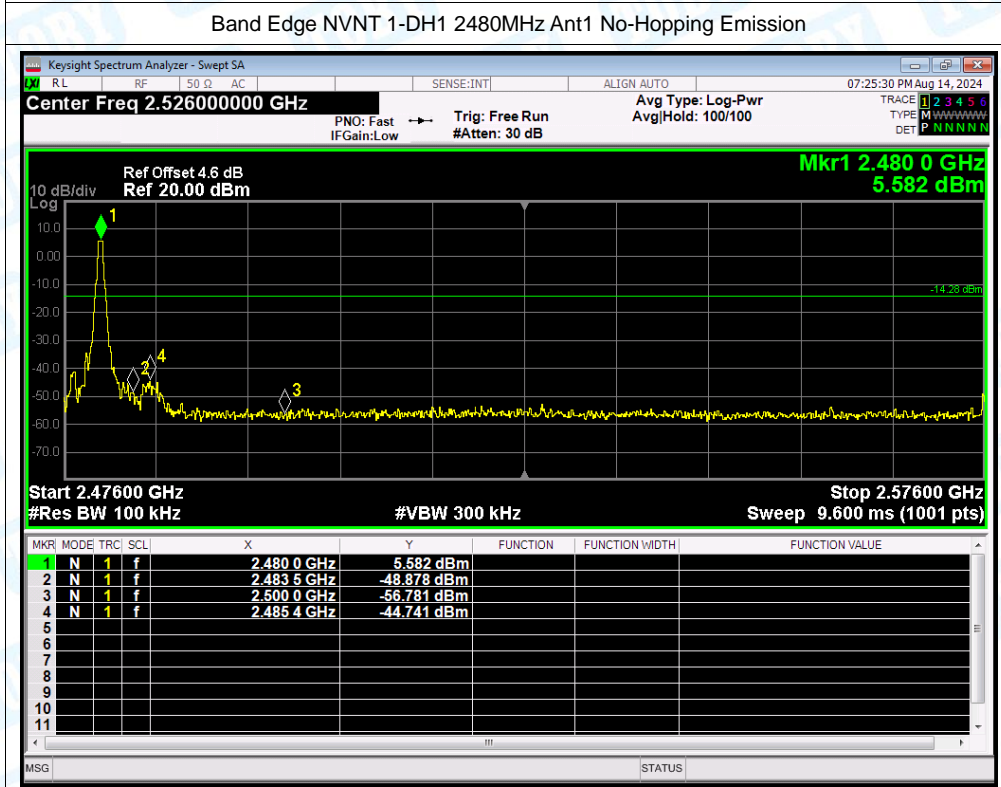 Band Edge NVNT 1-DH1 2480MHz Ant1 No-Hopping Emission
Keysight Spectrum Analyzer - Swept SA
LXI RL RF 50 Ω AC SENSE:INT ALIGN AUTO 07:25:30 PM Aug 14, 2024
Center Freq 2.526000000 GHz
PNO: Fast
IFGain:Low
Trig: Free Run
#Atten: 30 dB
Avg Type: Log-Pwr
Avg|Hold: 100/100
TRACE 1 2 3 4 5 6
TYPE M W W W W W
DET P N N N N N
Mkr1 2.480 0 GHz
5.582 dBm
Ref Offset 4.6 dB
10 dB/div Ref 20.00 dBm
Log
10.0
0.00
-10.0
-20.0
-30.0
-40.0
-50.0
-60.0
-70.0
1
2
4
3
-14.28 dBm
Start 2.47600 GHz Stop 2.57600 GHz
#Res BW 100 kHz #VBW 300 kHz Sweep 9.600 ms (1001 pts)
MKR MODE TRC SCL X Y FUNCTION FUNCTION WIDTH FUNCTION VALUE
1 N 1 f 2.480 0 GHz 5.582 dBm
2 N 1 f 2.483 5 GHz -48.878 dBm
3 N 1 f 2.500 0 GHz -56.781 dBm
4 N 1 f 2.485 4 GHz -44.741 dBm
5
6
7
8
9
10
11
MSG STATUS